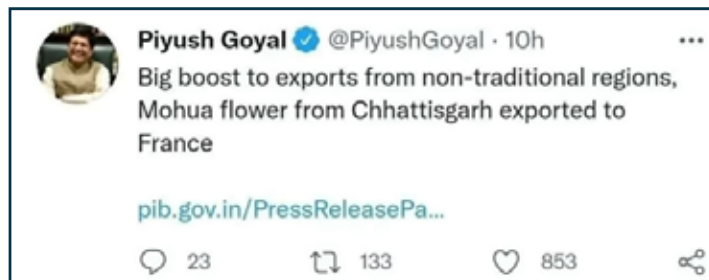 Piyush Goyal @PiyushGoyal · 10h
Big boost to exports from non-traditional regions,
Mohua flower from Chhattisgarh exported to
France
pib.gov.in/PressReleasePa...
23 133 853